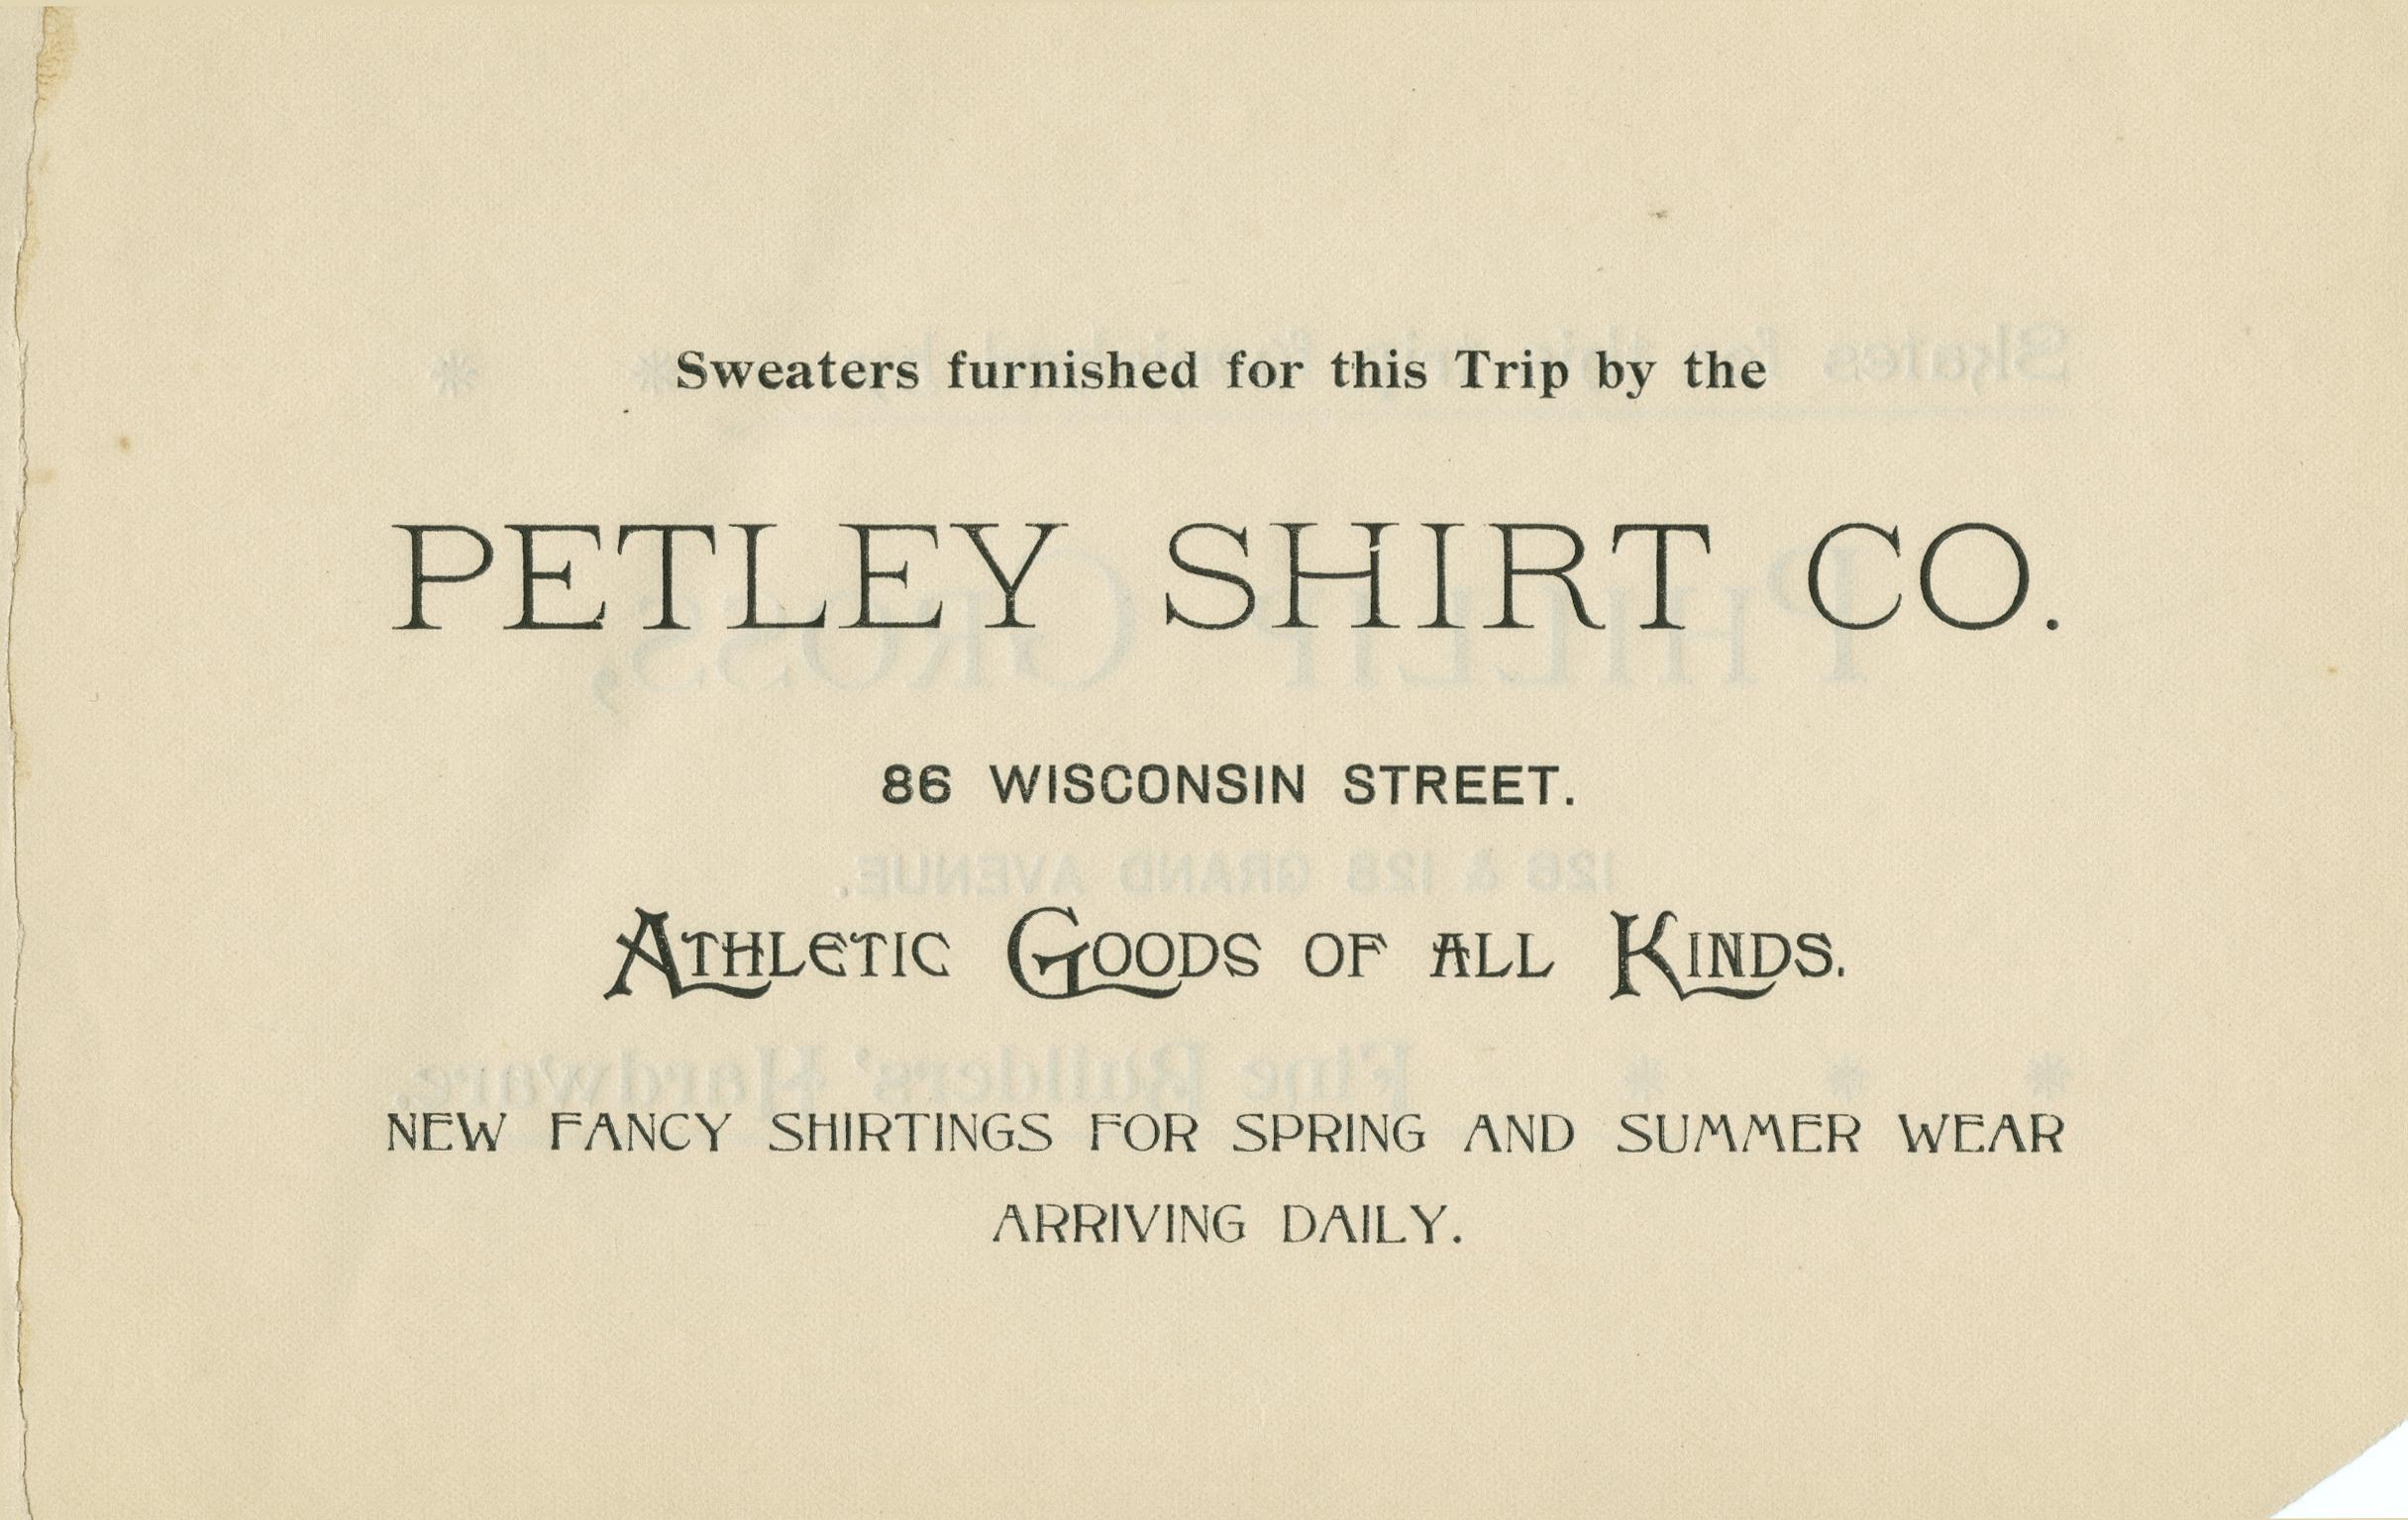 Sweaters furnished for this Trip by the
PETLEY SHIRT CO.
86 WISCONSIN STREET.
ATHLETIC GOODS OF ALL KINDS.
NEW FANCY SHIRTINGS FOR SPRING AND SUMMER WEAR
ARRIVING DAILY.